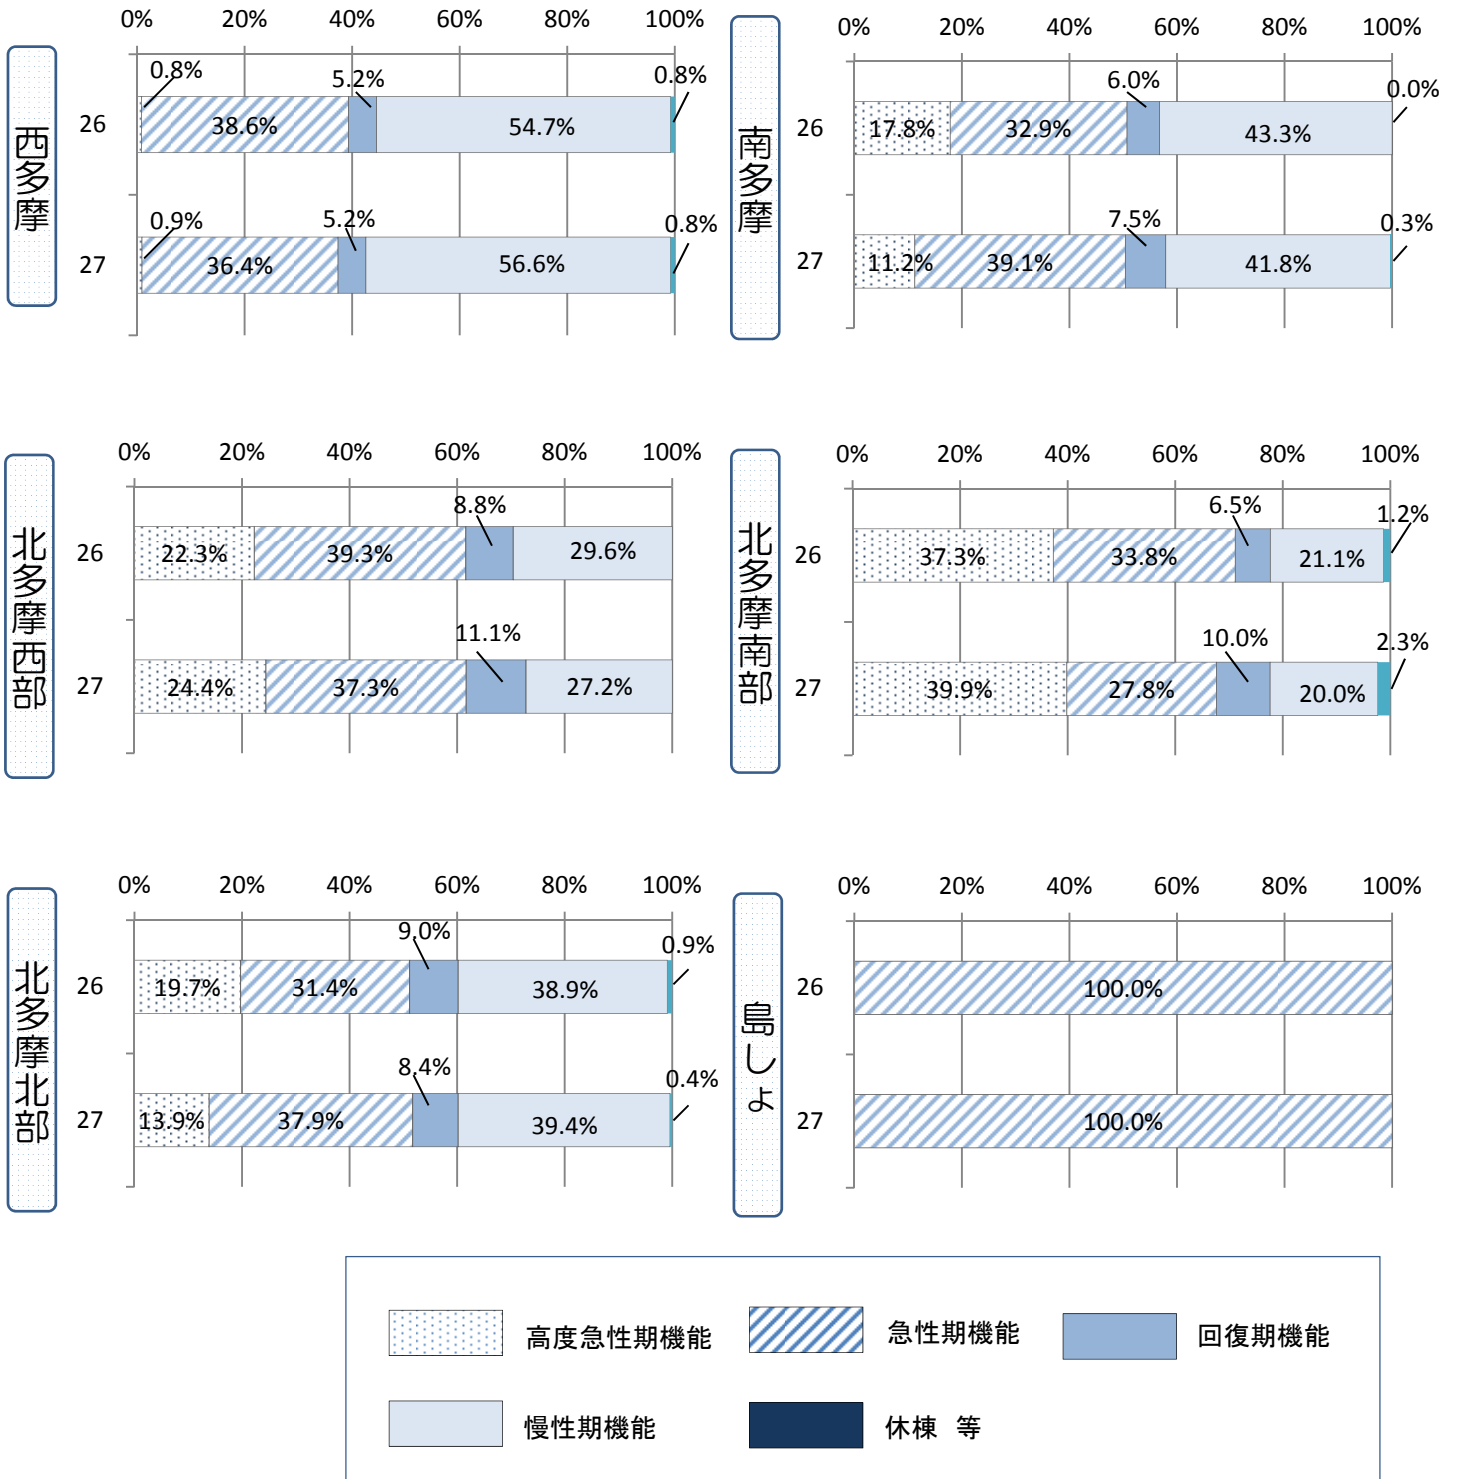 西多摩
0% 20% 40% 60% 80% 100%
0.8% 5.2% 0.8%
26 38.6% 54.7%
0.9% 5.2% 0.8%
27 36.4% 56.6%
南多摩
0% 20% 40% 60% 80% 100%
6.0% 0.0%
26 17.8% 32.9% 43.3%
7.5% 0.3%
27 11.2% 39.1% 41.8%
北多摩西部
0% 20% 40% 60% 80% 100%
8.8%
26 22.3% 39.3% 29.6%
11.1%
27 24.4% 37.3% 27.2%
北多摩南部
0% 20% 40% 60% 80% 100%
6.5% 1.2%
26 37.3% 33.8% 21.1%
10.0% 2.3%
27 39.9% 27.8% 20.0%
北多摩北部
0% 20% 40% 60% 80% 100%
9.0% 0.9%
26 19.7% 31.4% 38.9%
8.4% 0.4%
27 13.9% 37.9% 39.4%
島しょ
0% 20% 40% 60% 80% 100%
26 100.0%
27 100.0%
高度急性期機能 急性期機能 回復期機能
慢性期機能 休棟 等